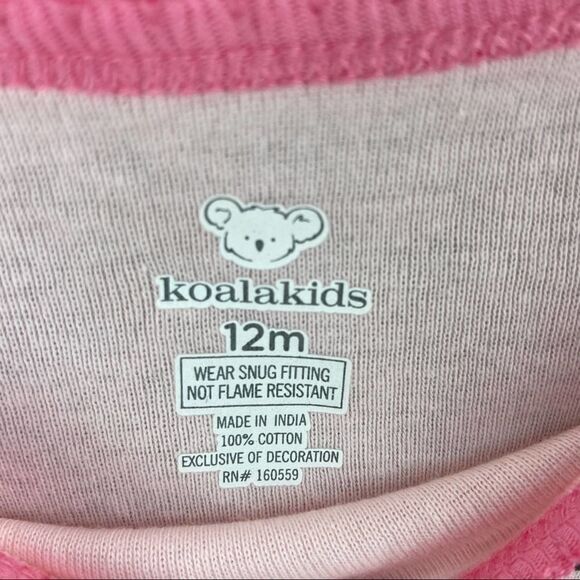 koalakids
12m
WEAR SNUG FITTING
NOT FLAME RESISTANT
MADE IN INDIA
100% COTTON
EXCLUSIVE OF DECORATION
RN# 160559